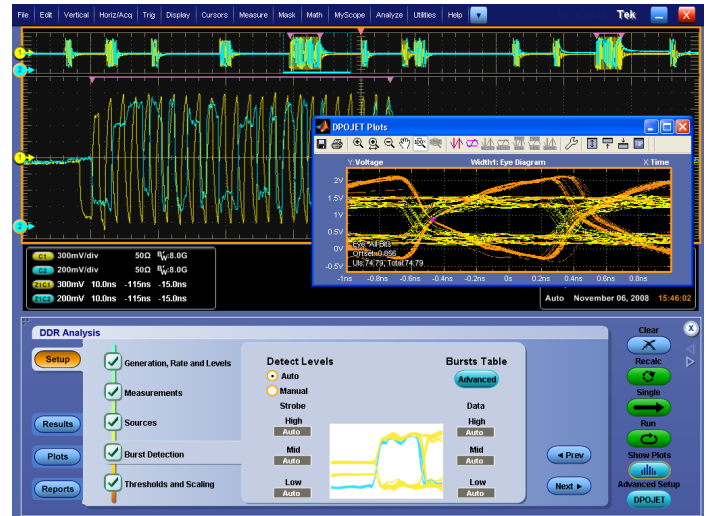 File Edit Vertical Horiz/Acq Trig Display Cursors Measure Mask Math MyScope Analyze Utilities Help Tek X
1
2
DPOJET Plots
100%
Y:Voltage Width1: Eye Diagram X:Time
2V
1.5V
1V
0.5V
0V
-0.5V
Eye: All Bits
Offset:-0.856
UIs:74:79, Total:74:79
-1ns -0.8ns -0.6ns -0.4ns -0.2ns 0s 0.2ns 0.4ns 0.6ns 0.8ns
1
2
C1 300mV/div 50Ω BW:8.0G
C2 200mV/div 50Ω BW:8.0G
Z1C1 300mV 10.0ns -115ns -15.0ns
Z1C2 200mV 10.0ns -115ns -15.0ns
Auto November 06, 2008 15:46:02
DDR Analysis
Setup
Results
Plots
Reports
Generation, Rate and Levels
Measurements
Sources
Burst Detection
Thresholds and Scaling
Detect Levels
Auto
Manual
Strobe
High
Auto
Mid
Auto
Low
Auto
Bursts Table
Advanced
Data
High
Auto
Mid
Auto
Low
Auto
Prev
Next
Clear X
Recalc
Single
Run
Show Plots
Advanced Setup
DPOJET